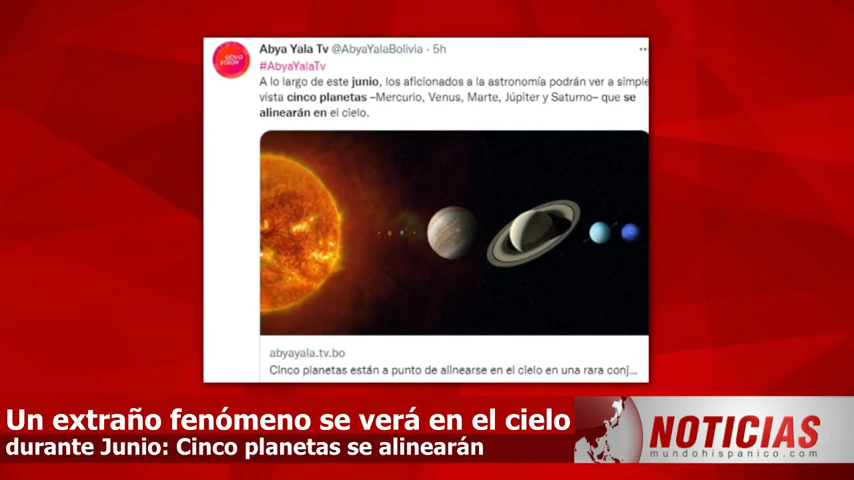 Abya Yala Tv @AbyaYalaBolivia · 5h
abya
yala
#AbyaYalaTv
A lo largo de este junio, los aficionados a la astronomía podrán ver a simple
vista cinco planetas –Mercurio, Venus, Marte, Júpiter y Saturno– que se
alinearán en el cielo.
abyayala.tv.bo
Cinco planetas están a punto de alinearse en el cielo en una rara conj...
Un extraño fenómeno se verá en el cielo
durante Junio: Cinco planetas se alinearán
NOTICIAS
mundohispanico.com